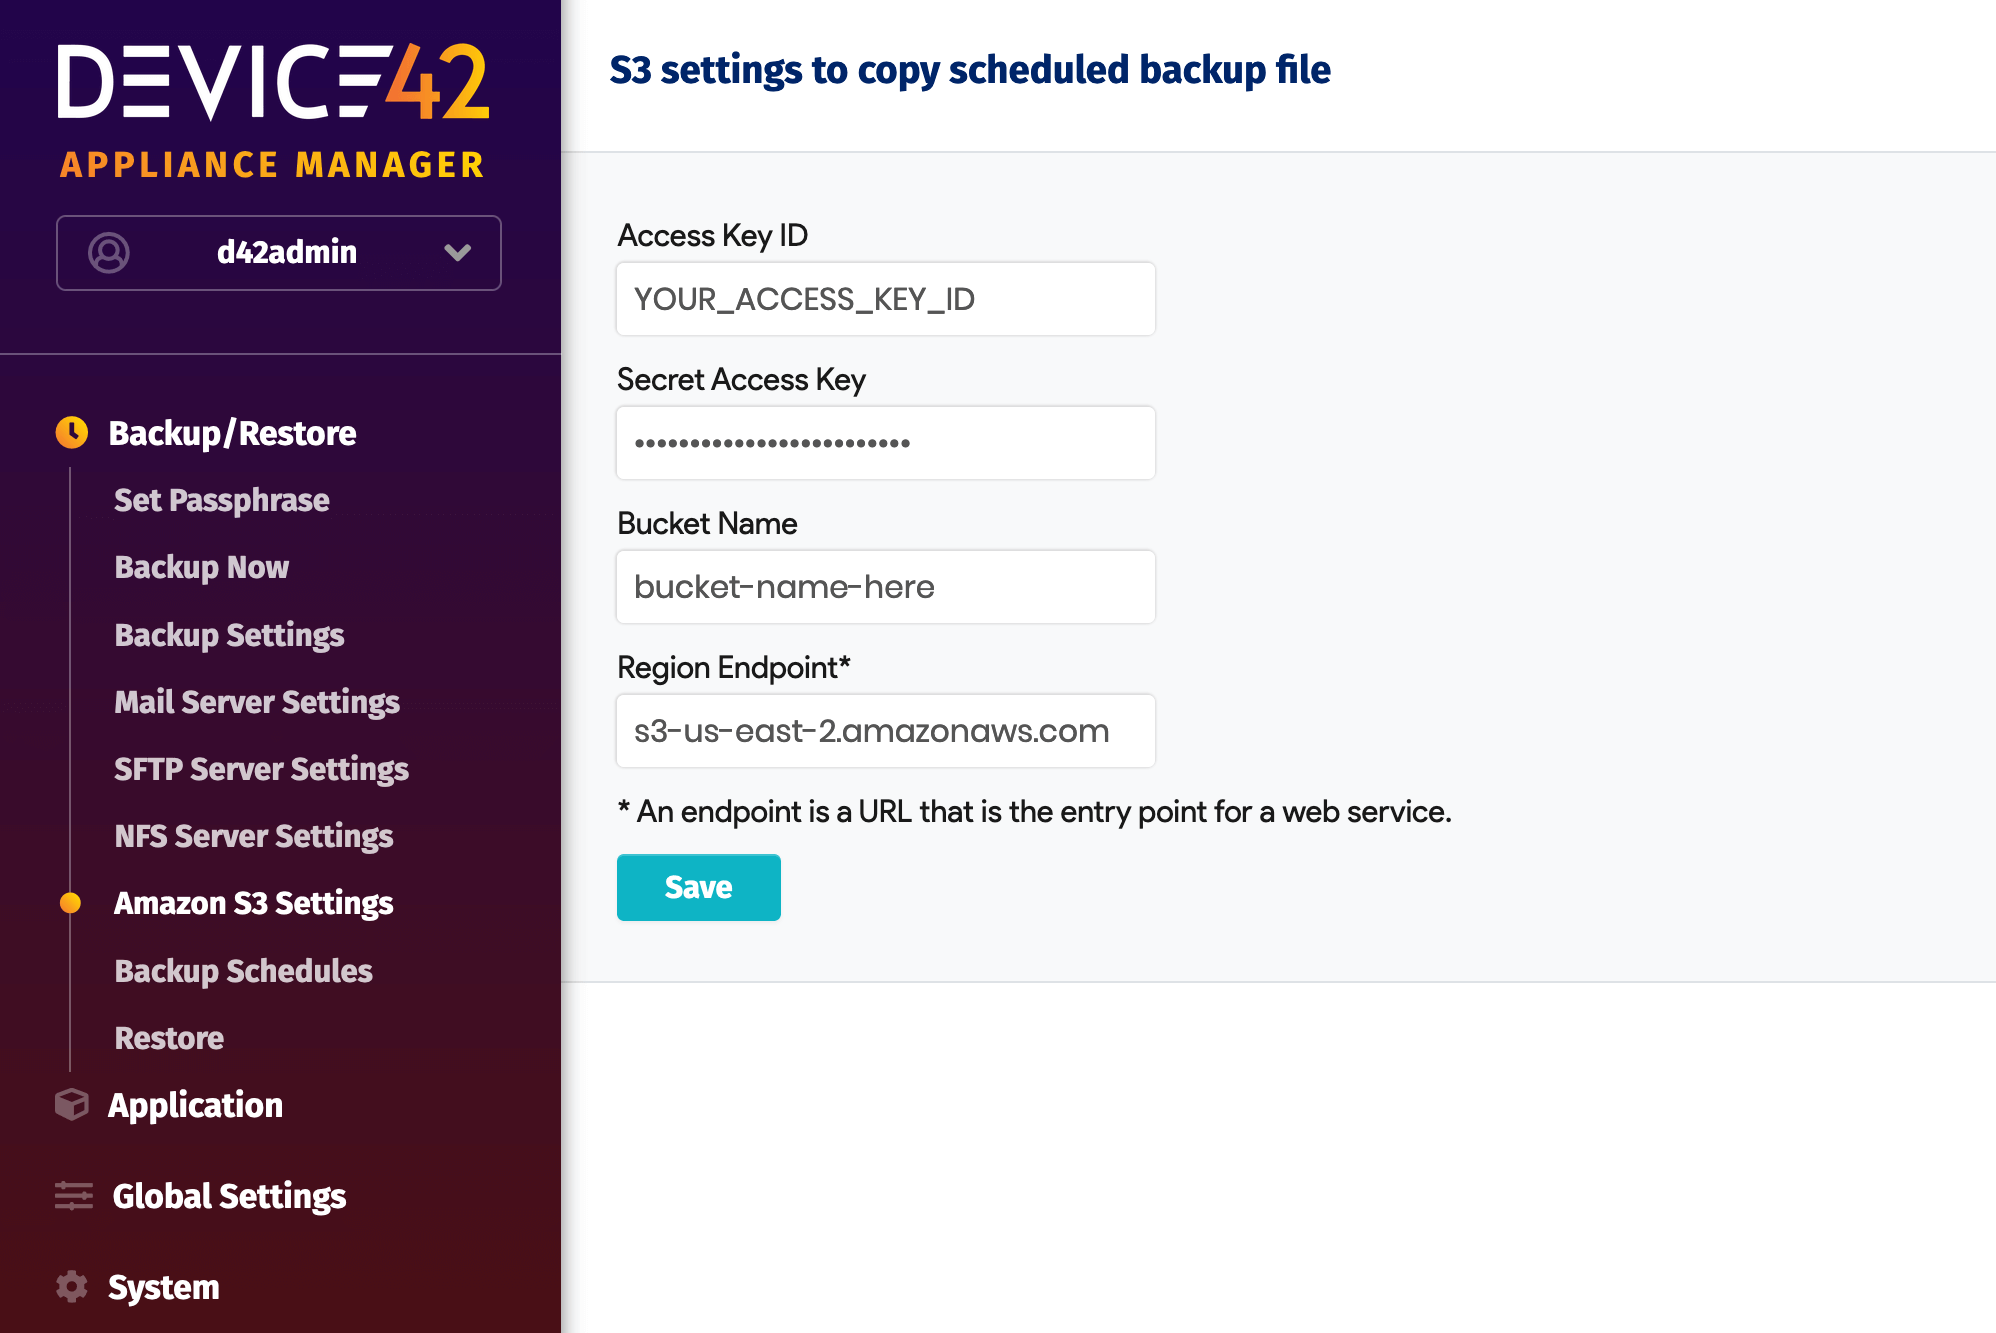 DEVICE42
APPLIANCE MANAGER
d42admin
Backup/Restore
Set Passphrase
Backup Now
Backup Settings
Mail Server Settings
SFTP Server Settings
NFS Server Settings
Amazon S3 Settings
Backup Schedules
Restore
Application
Global Settings
System
S3 settings to copy scheduled backup file
Access Key ID
YOUR_ACCESS_KEY_ID
Secret Access Key
•••••••••••••••••••••••••
Bucket Name
bucket-name-here
Region Endpoint*
s3-us-east-2.amazonaws.com
* An endpoint is a URL that is the entry point for a web service.
Save